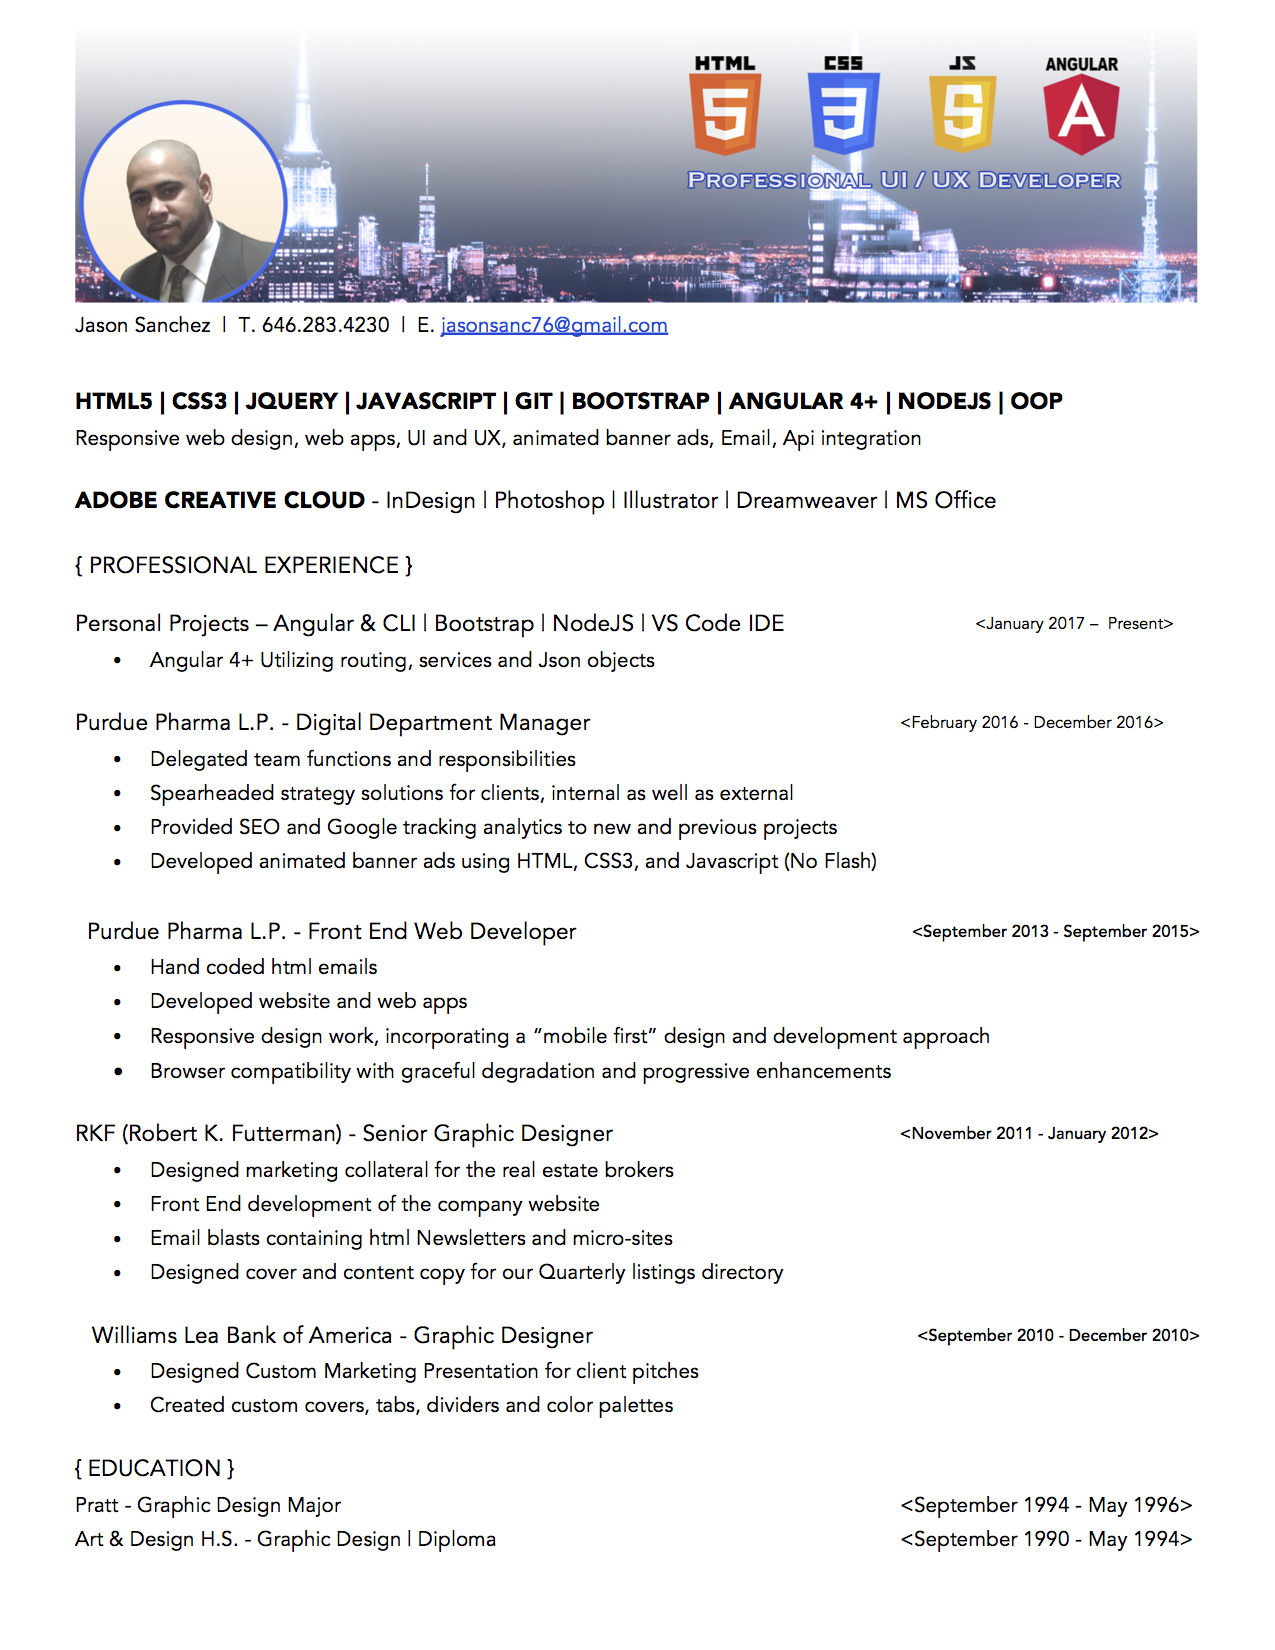 HTML CSS JS ANGULAR
5 3 S A
PROFESSIONAL UI / UX DEVELOPER
Jason Sanchez | T. 646.283.4230 | E. jasonsanc76@gmail.com
HTML5 | CSS3 | JQUERY | JAVASCRIPT | GIT | BOOTSTRAP | ANGULAR 4+ | NODEJS | OOP
Responsive web design, web apps, UI and UX, animated banner ads, Email, Api integration
ADOBE CREATIVE CLOUD - InDesign | Photoshop | Illustrator | Dreamweaver | MS Office
{ PROFESSIONAL EXPERIENCE }
Personal Projects – Angular & CLI | Bootstrap | NodeJS | VS Code IDE <January 2017 – Present>
• Angular 4+ Utilizing routing, services and Json objects
Purdue Pharma L.P. - Digital Department Manager <February 2016 - December 2016>
• Delegated team functions and responsibilities
• Spearheaded strategy solutions for clients, internal as well as external
• Provided SEO and Google tracking analytics to new and previous projects
• Developed animated banner ads using HTML, CSS3, and Javascript (No Flash)
Purdue Pharma L.P. - Front End Web Developer <September 2013 - September 2015>
• Hand coded html emails
• Developed website and web apps
• Responsive design work, incorporating a “mobile first” design and development approach
• Browser compatibility with graceful degradation and progressive enhancements
RKF (Robert K. Futterman) - Senior Graphic Designer <November 2011 - January 2012>
• Designed marketing collateral for the real estate brokers
• Front End development of the company website
• Email blasts containing html Newsletters and micro-sites
• Designed cover and content copy for our Quarterly listings directory
Williams Lea Bank of America - Graphic Designer <September 2010 - December 2010>
• Designed Custom Marketing Presentation for client pitches
• Created custom covers, tabs, dividers and color palettes
{ EDUCATION }
Pratt - Graphic Design Major <September 1994 - May 1996>
Art & Design H.S. - Graphic Design | Diploma <September 1990 - May 1994>